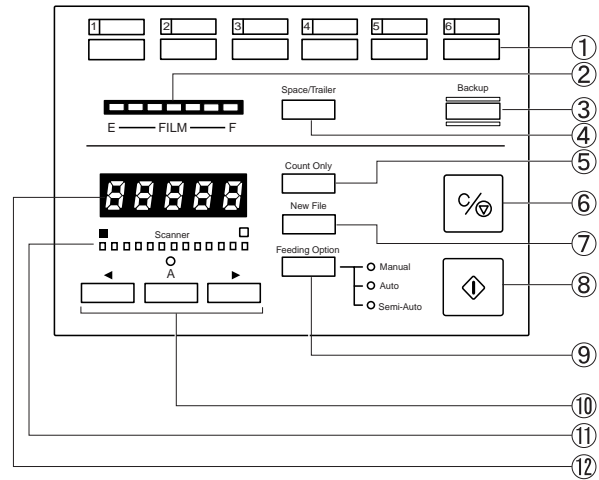 1 2 3 4 5 6
①
②
Space/Trailer
Backup
③
E FILM F
④
Count Only
⑤
88888
C/
⑥
New File
Scanner
⑦
Feeding Option
Manual
A
Auto
⑧
Semi-Auto
⑨
⑩
⑪
⑫